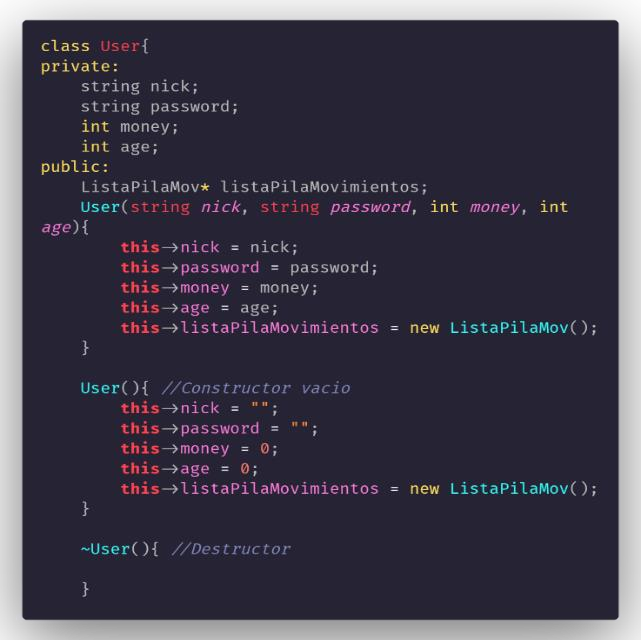 class User{
private:
    string nick;
    string password;
    int money;
    int age;
public:
    ListaPilaMov* listaPilaMovimientos;
    User(string nick, string password, int money, int
age){
        this->nick = nick;
        this->password = password;
        this->money = money;
        this->age = age;
        this->listaPilaMovimientos = new ListaPilaMov();
    }

    User(){ //Constructor vacio
        this->nick = "";
        this->password = "";
        this->money = 0;
        this->age = 0;
        this->listaPilaMovimientos = new ListaPilaMov();
    }

    ~User(){ //Destructor

    }